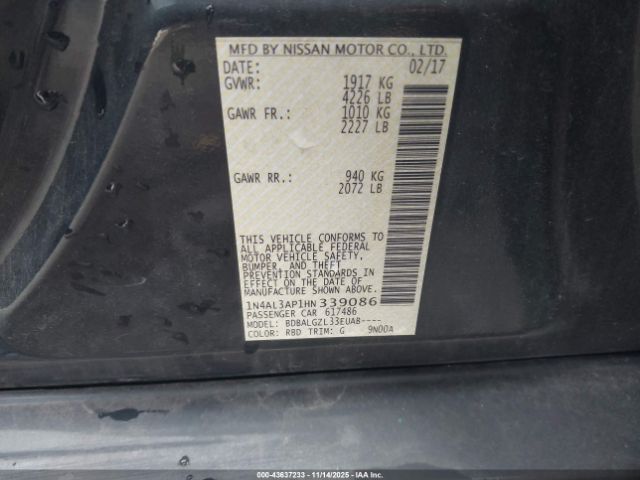 MFD BY NISSAN MOTOR CO., LTD.
DATE: 02/17
GVWR: 1917 KG
4226 LB
GAWR FR.: 1010 KG
2227 LB
GAWR RR.: 940 KG
2072 LB
THIS VEHICLE CONFORMS TO
ALL APPLICABLE FEDERAL
MOTOR VEHICLE SAFETY,
BUMPER, AND THEFT
PREVENTION STANDARDS IN
EFFECT ON THE DATE OF
MANUFACTURE SHOWN ABOVE.
1N4AL3AP1HN339086
PASSENGER CAR 617486
MODEL: BDBALGZL33EUAB----
COLOR: RBD TRIM: G 9N00A
000-43637233 - 11/14/2025 - IAA Inc.